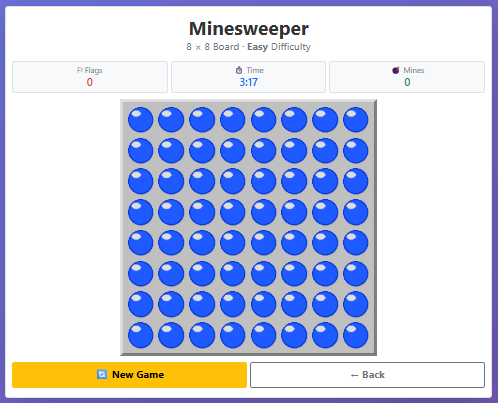 Minesweeper
8 × 8 Board · Easy Difficulty
Flags
0
Time
3:17
Mines
0
New Game
← Back